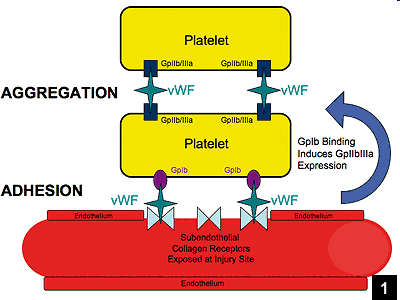 Platelet
GpIIb/IIIa GpIIb/IIIa
AGGREGATION
vWF vWF
GpIIb/IIIa GpIIb/IIIa
Platelet
GpIb Binding
Induces GpIIbIIIa
Expression
GpIb GpIb
ADHESION
vWF vWF
Endothelium Endothelium
Subendothelial
Collagen Receptors
Exposed at Injury Site
Endothelium
1